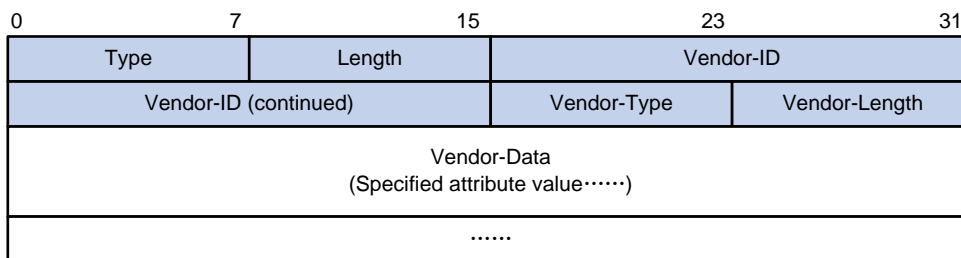 0 7 15 23 31
Type Length Vendor-ID
Vendor-ID (continued) Vendor-Type Vendor-Length
Vendor-Data
(Specified attribute value······)
······